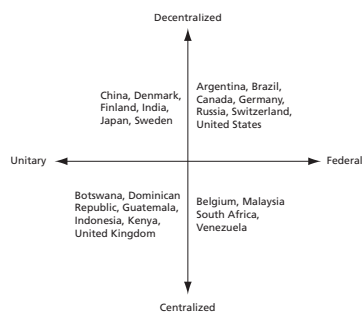 Decentralized
China, Denmark,
Finland, India,
Japan, Sweden
Argentina, Brazil,
Canada, Germany,
Russia, Switzerland,
United States
Unitary
Federal
Botswana, Dominican
Republic, Guatemala,
Indonesia, Kenya,
United Kingdom
Belgium, Malaysia
South Africa,
Venezuela
Centralized